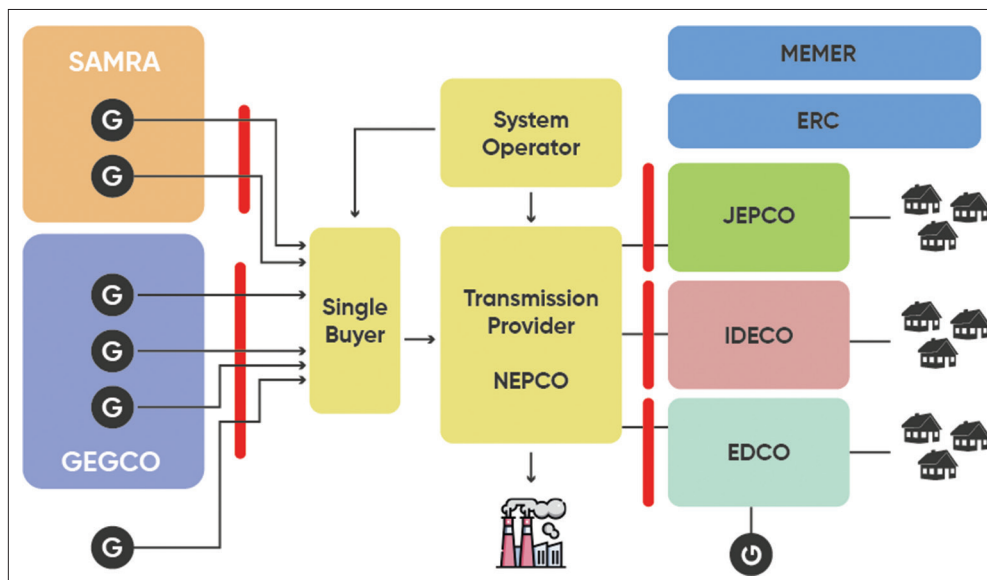 SAMRA
G
G
GEGCO
G
G
G
G
Single
Buyer
System
Operator
Transmission
Provider
NEPCO
MEMER
ERC
JEPCO
IDECO
EDCO
G